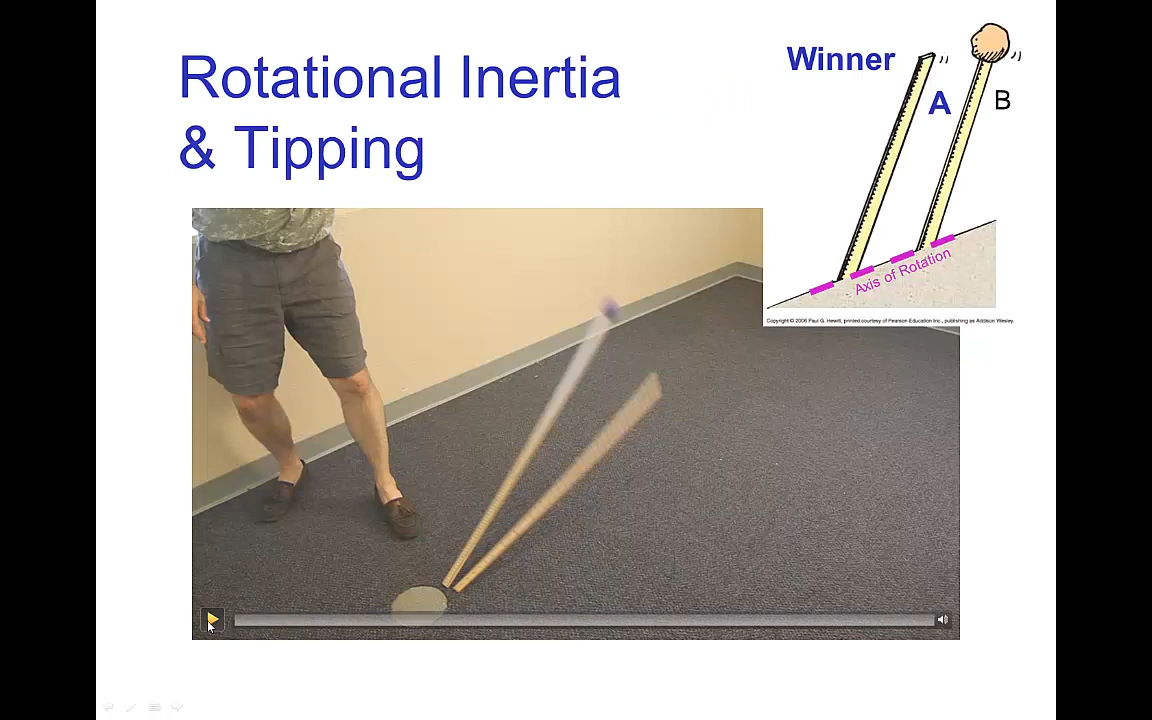 Rotational Inertia
& Tipping
Winner
A
B
Axis of Rotation
Copyright © 2006 Paul G. Hewitt, printed courtesy of Pearson Education Inc., publishing as Addison Wesley.